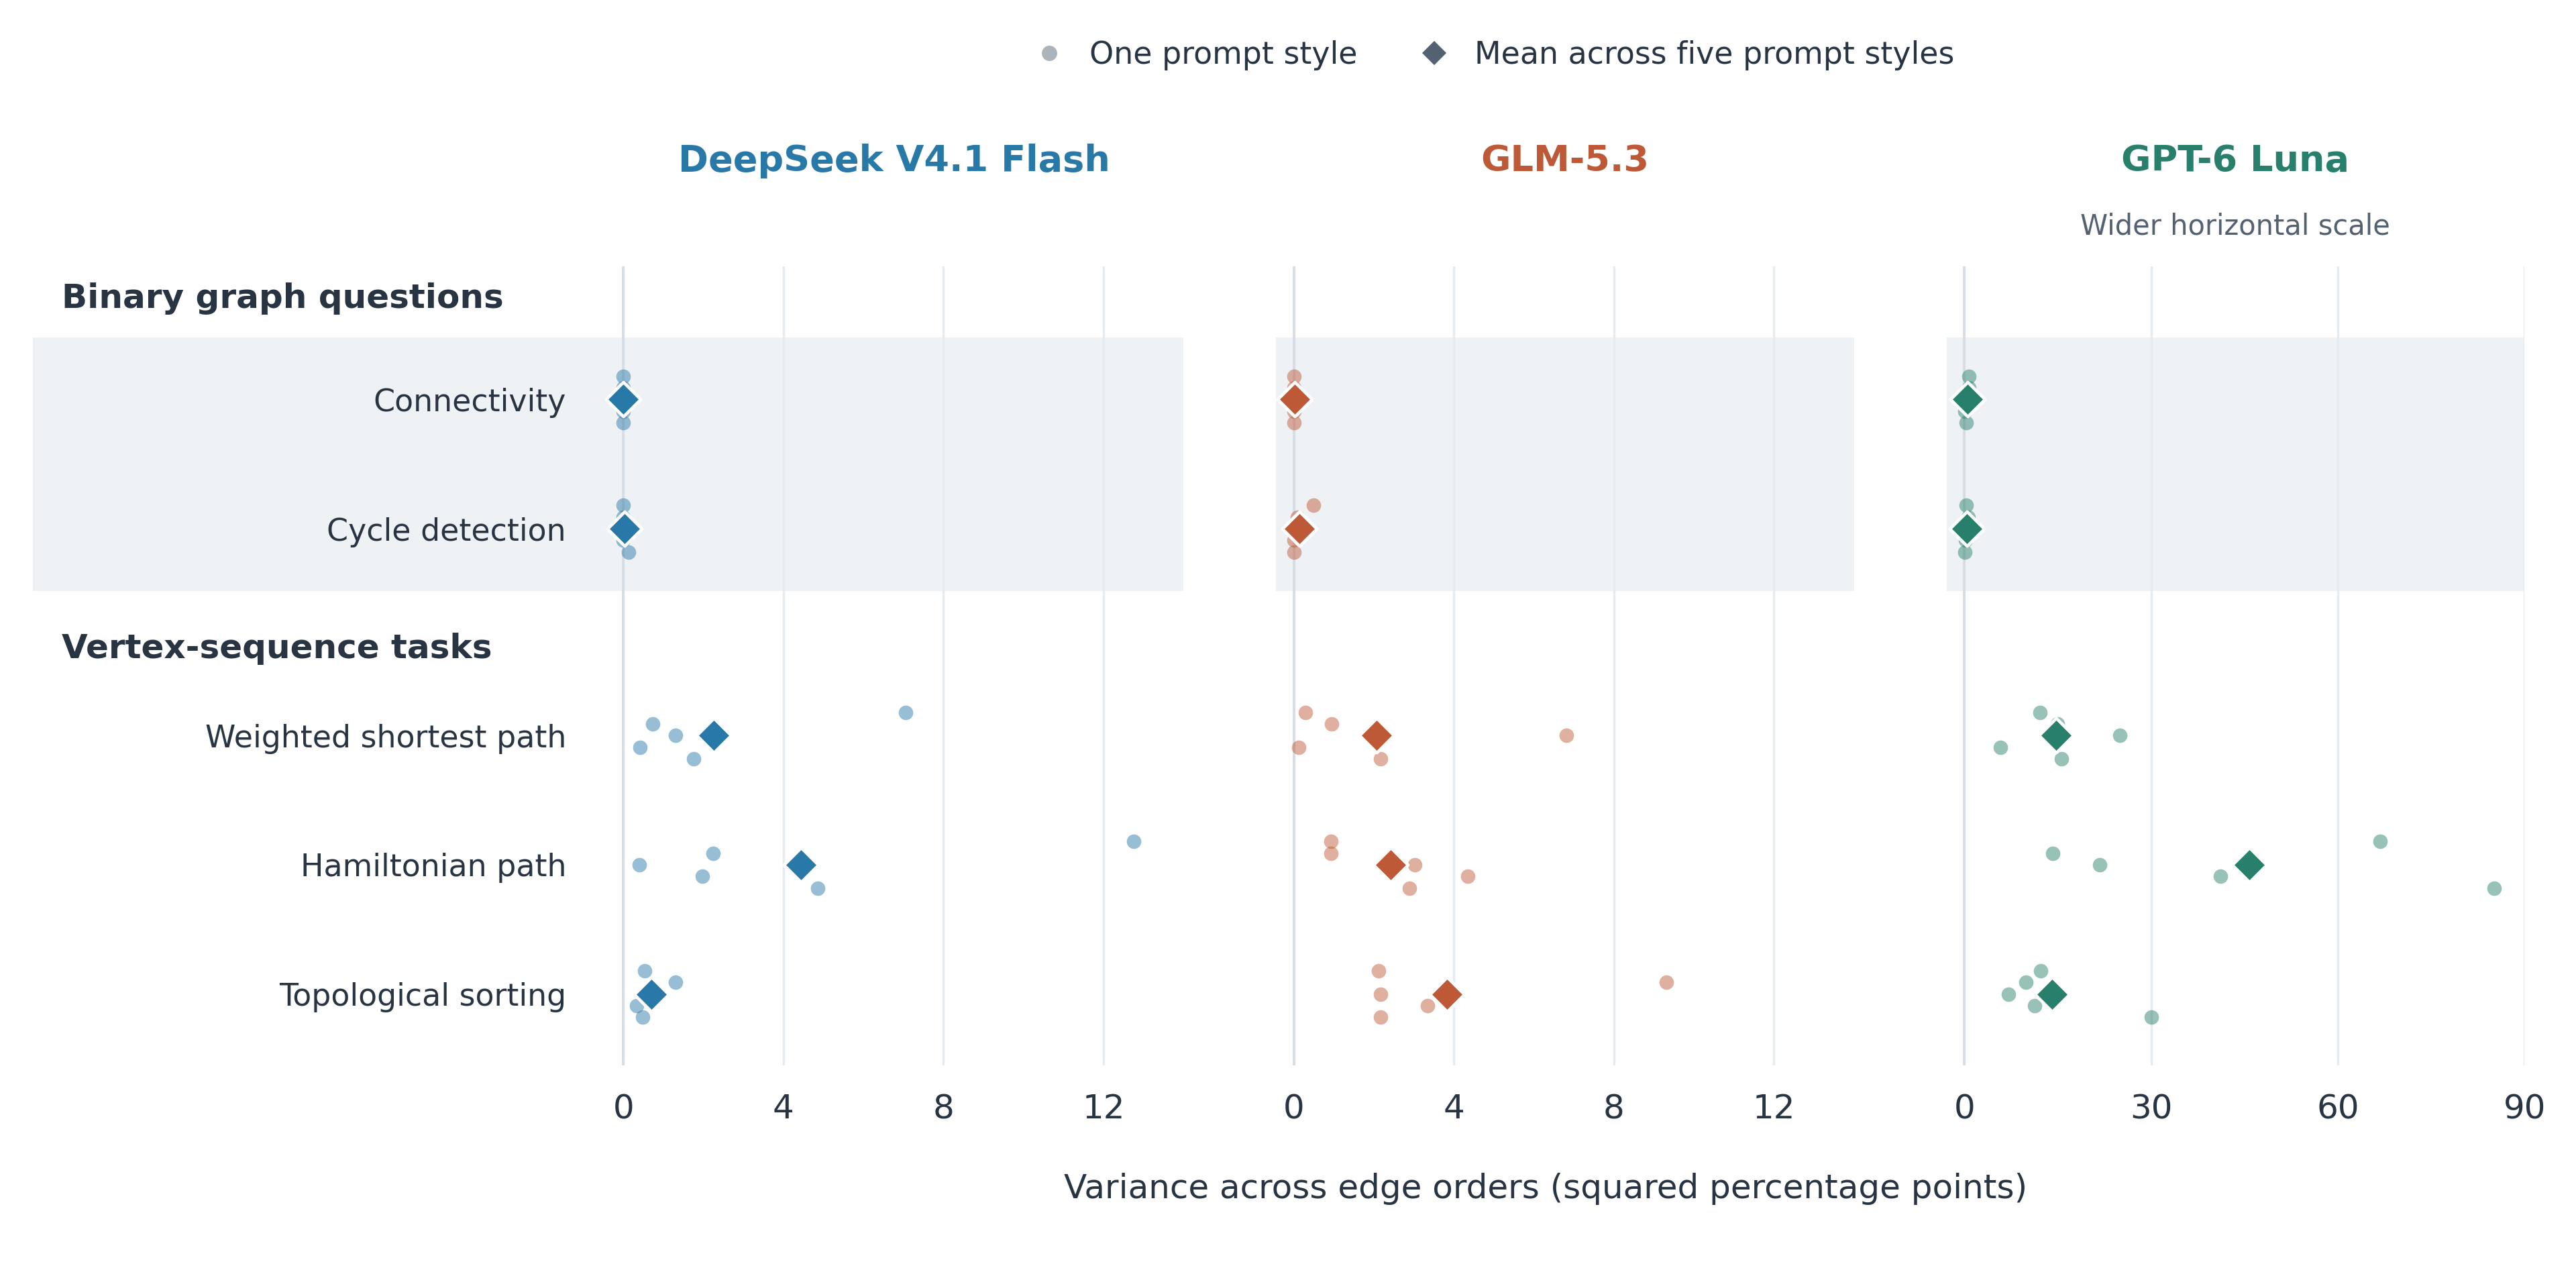 One prompt style
Mean across five prompt styles
DeepSeek V4.1 Flash
GLM-5.3
GPT-6 Luna
Wider horizontal scale
Binary graph questions
Connectivity
Cycle detection
Vertex-sequence tasks
Weighted shortest path
Hamiltonian path
Topological sorting
0 4 8 12 0 4 8 12 0 30 60 90
Variance across edge orders (squared percentage points)